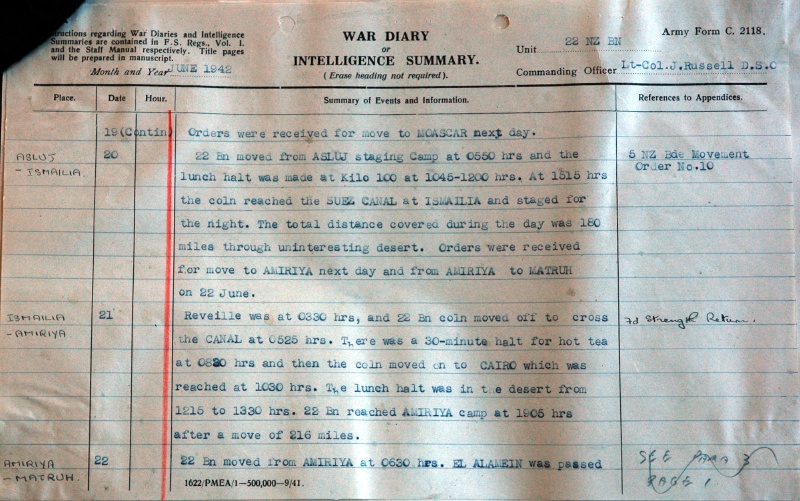 Instructions regarding War Diaries and Intelligence
Summaries are contained in F.S. Regs., Vol. I.
and the Staff Manual respectively. Title pages
will be prepared in manuscript.
Month and Year JUNE 1942
WAR DIARY
or
INTELLIGENCE SUMMARY.
(Erase heading not required).
Army Form C. 2118.
Unit 22 NZ BN
Commanding Officer Lt-Col.J.Russell D.S.O
Place. Date Hour. Summary of Events and Information. References to Appendices.
19(Contin) Orders were received for move to MOASCAR next day.
ASLUJ 20 22 Bn moved from ASLUJ staging Camp at 0550 hrs and the 5 NZ Bde Movement
- ISMAILIA lunch halt was made at Kilo 100 at 1045-1200 hrs. At 1515 hrs Order No.10
the coln reached the SUEZ CANAL at ISMAILIA and staged for
the night. The total distance covered during the day was 180
miles through uninteresting desert. Orders were received
for move to AMIRIYA next day and from AMIRIYA to MATRUH
on 22 June.
ISMAILIA 21 Reveille was at 0330 hrs, and 22 Bn coln moved off to cross 7d Strength Return.
- AMIRIYA the CANAL at 0525 hrs. There was a 30-minute halt for hot tea
at 0820 hrs and then the coln moved on to CAIRO which was
reached at 1030 hrs. The lunch halt was in the desert from
1215 to 1330 hrs. 22 Bn reached AMIRIYA camp at 1905 hrs
after a move of 216 miles.
AMIRIYA 22 22 Bn moved from AMIRIYA at 0630 hrs. EL ALAMEIN was passed SEE PARA 3
- MATRUH. PAGE 1
1622/PMEA/1—500,000—9/41.